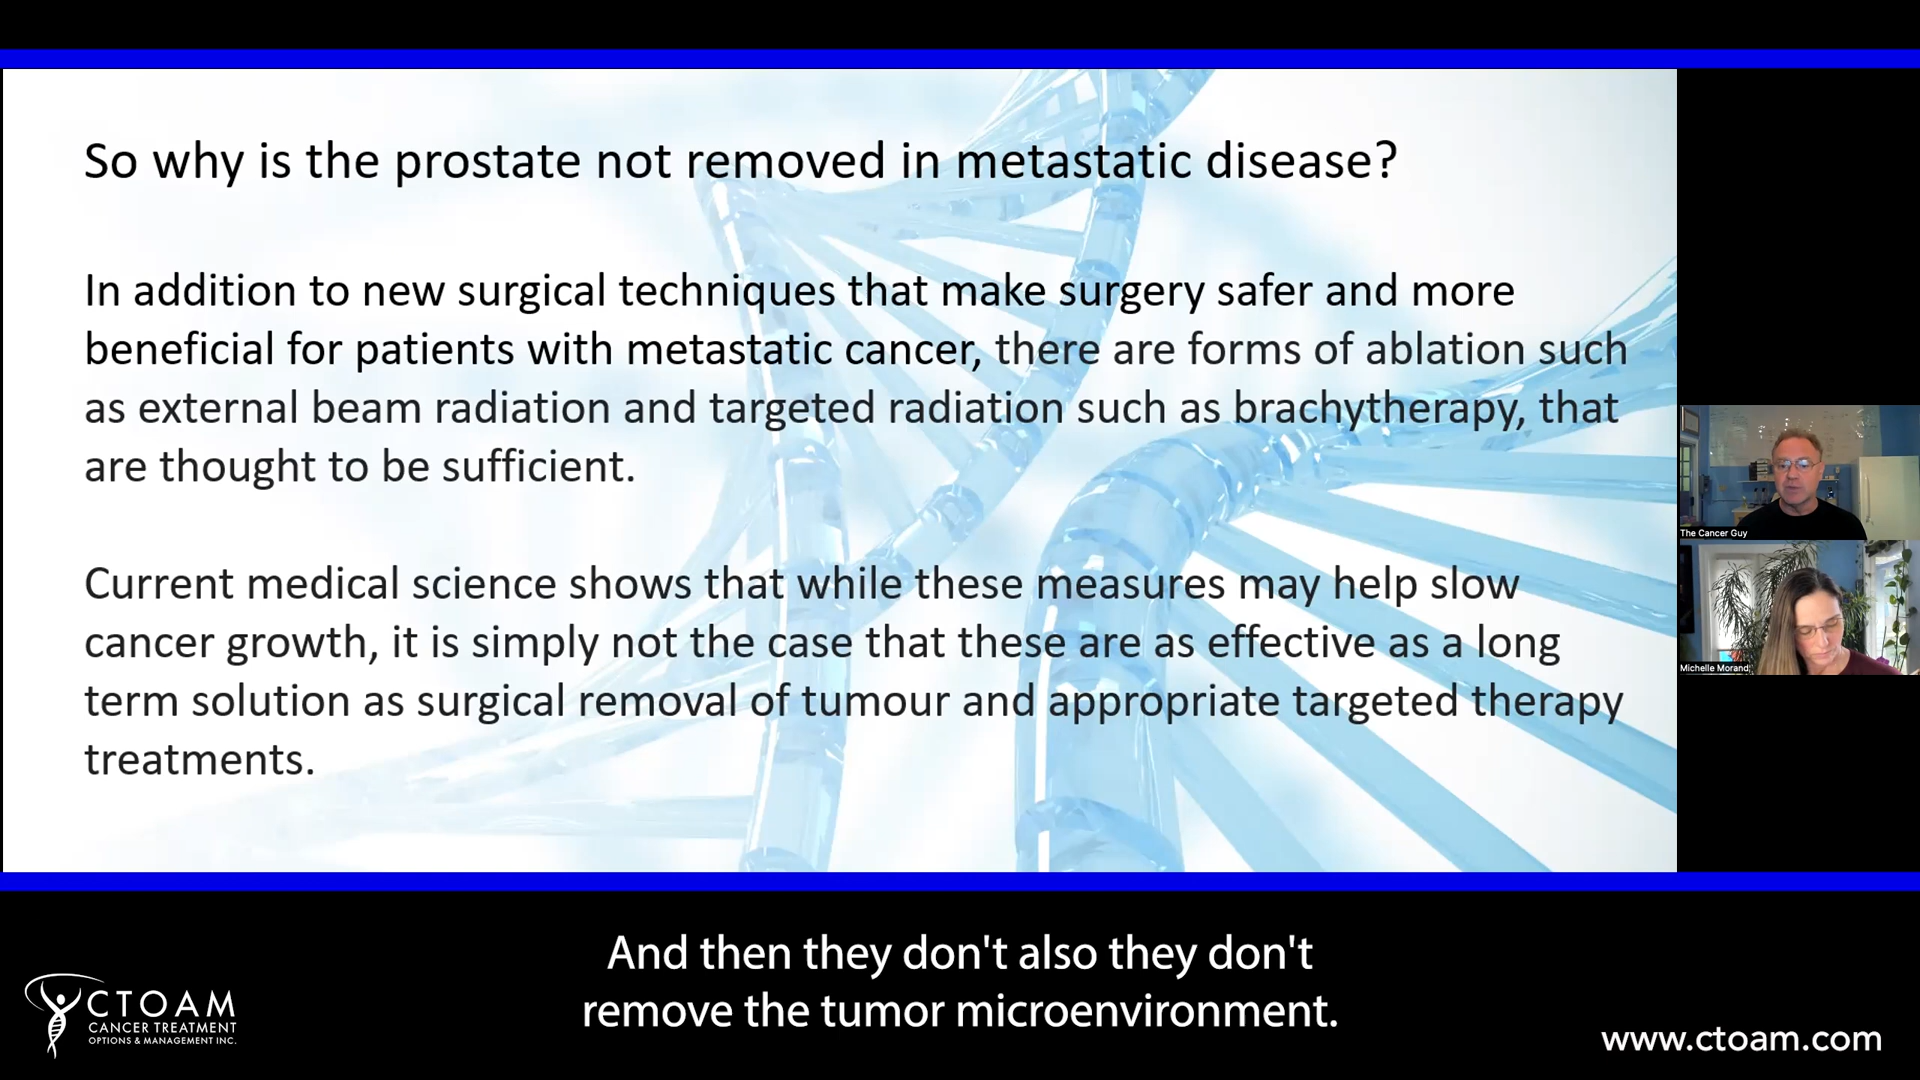 So why is the prostate not removed in metastatic disease?
In addition to new surgical techniques that make surgery safer and more
beneficial for patients with metastatic cancer, there are forms of ablation such
as external beam radiation and targeted radiation such as brachytherapy, that
are thought to be sufficient.
Current medical science shows that while these measures may help slow
cancer growth, it is simply not the case that these are as effective as a long
term solution as surgical removal of tumour and appropriate targeted therapy
treatments.
The Cancer Guy
Michelle Morand
And then they don't also they don't
remove the tumor microenvironment.
CTOAM
CANCER TREATMENT
OPTIONS & MANAGEMENT INC.
www.ctoam.com